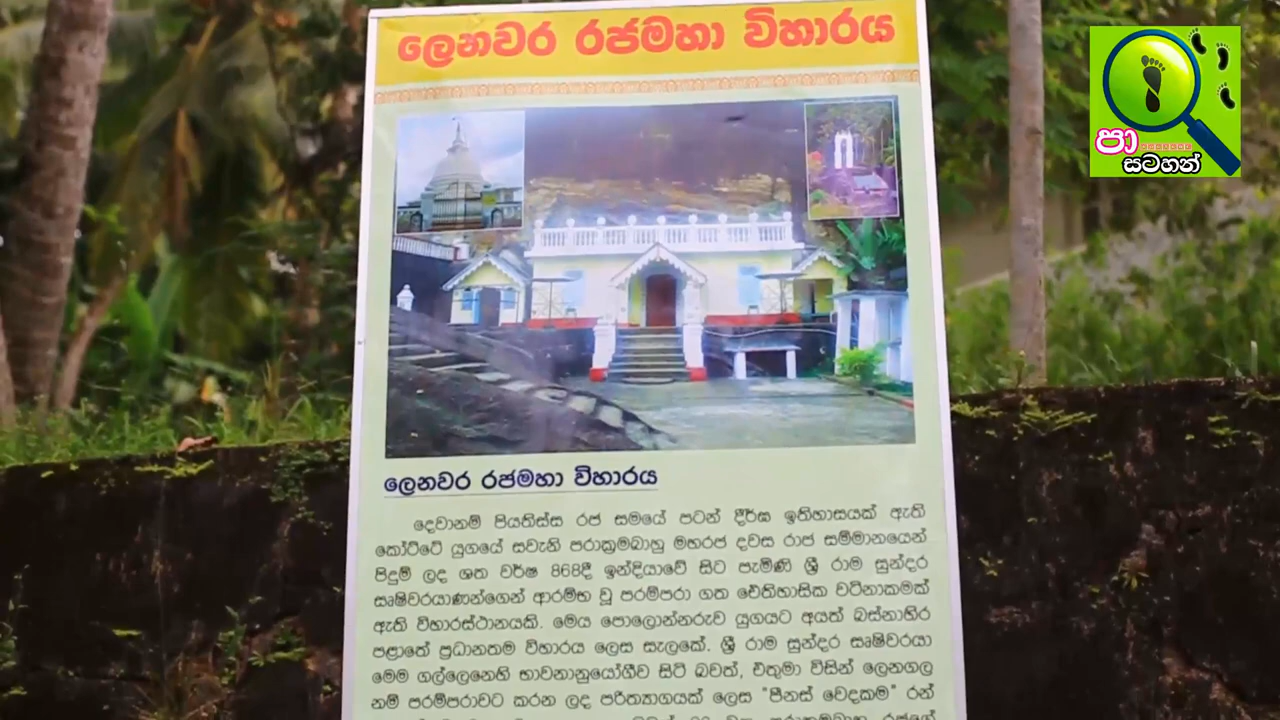 ලෙනවර රජමහා විහාරය
පා
සටහන්
ලෙනවර රජමහා විහාරය
දෙවානම් පියතිස්ස රජ සමයේ පටන් දීර්ඝ ඉතිහාසයක් ඇති
කෝට්ටේ යුගයේ සවැනි පරාක්‍රමබාහු මහරජ දවස රාජ සම්මානයෙන්
පිදුම් ලද ශත වර්ෂ 868දී ඉන්දියාවේ සිට පැමිණි ශ්‍රී රාම සුන්දර
සෘෂිවරයාණන්ගෙන් ආරම්භ වූ පරම්පරා ගත ඓතිහාසික වටිනාකමක්
ඇති විහාරස්ථානයකි. මෙය පොලොන්නරුව යුගයට අයත් බස්නාහිර
පළාතේ ප්‍රධානතම විහාරය ලෙස සැලකේ. ශ්‍රී රාම සුන්දර සෘෂිවරයා
මෙම ගල්ලෙනෙහි භාවනානුයෝගීව සිටි බවත්, එතුමා විසින් ලෙනගල
නම් පරම්පරාවට කරන ලද පරිත්‍යාගයක් ලෙස "පීනස් වෙදකම" රන්